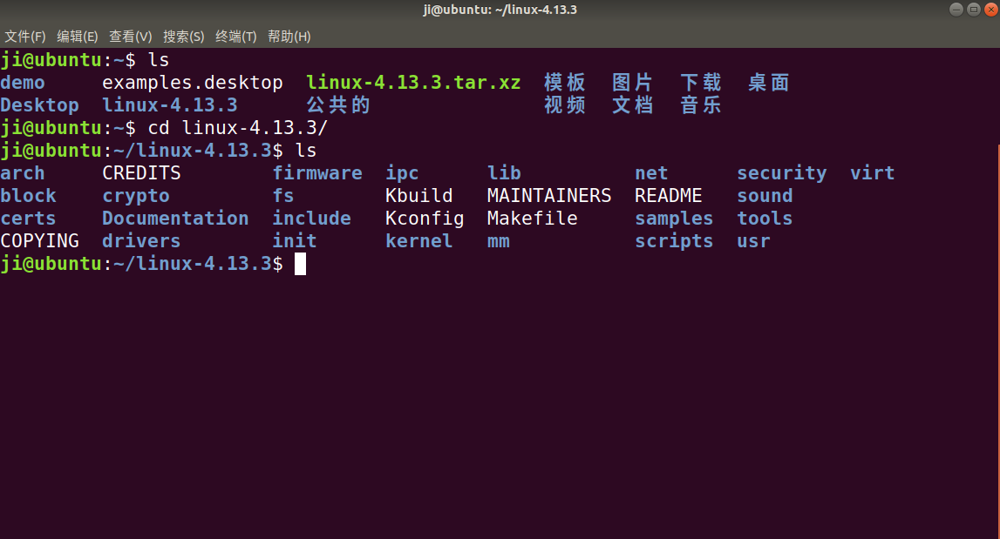 ji@ubuntu: ~/linux-4.13.3
文件(F) 编辑(E) 查看(V) 搜索(S) 终端(T) 帮助(H)
ji@ubuntu:~$ ls
demo examples.desktop linux-4.13.3.tar.xz 模板 图片 下载 桌面
Desktop linux-4.13.3 公共的 视频 文档 音乐
ji@ubuntu:~$ cd linux-4.13.3/
ji@ubuntu:~/linux-4.13.3$ ls
arch CREDITS firmware ipc lib net security virt
block crypto fs Kbuild MAINTAINERS README sound
certs Documentation include Kconfig Makefile samples tools
COPYING drivers init kernel mm scripts usr
ji@ubuntu:~/linux-4.13.3$